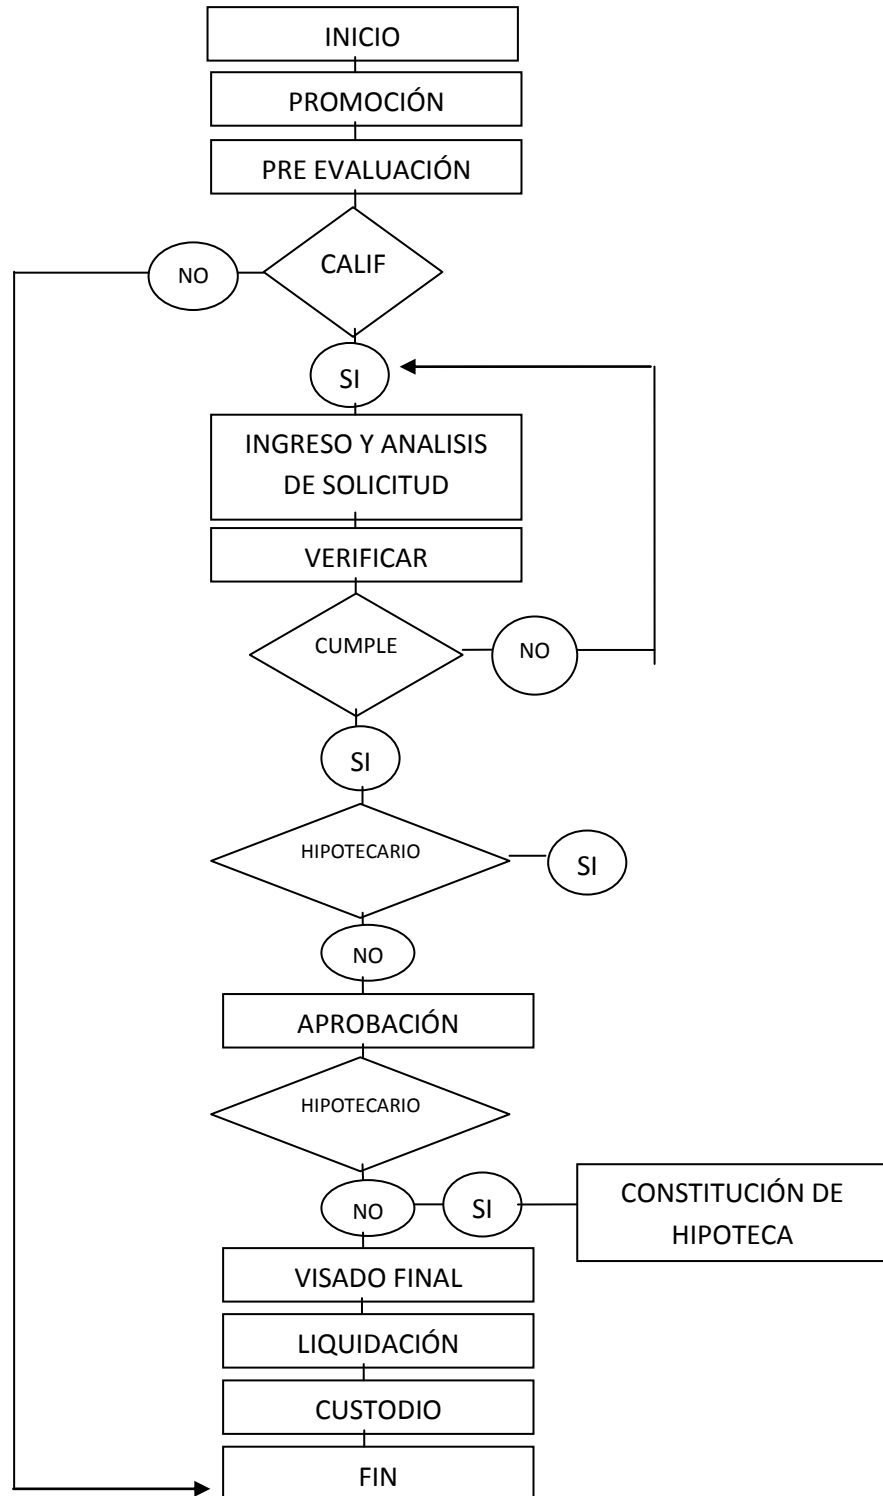 INICIO
PROMOCIÓN
PRE EVALUACIÓN
CALIF
NO
SI
INGRESO Y ANALISIS
DE SOLICITUD
VERIFICAR
CUMPLE
NO
SI
HIPOTECARIO
SI
NO
APROBACIÓN
HIPOTECARIO
NO
SI
CONSTITUCIÓN DE
HIPOTECA
VISADO FINAL
LIQUIDACIÓN
CUSTODIO
FIN